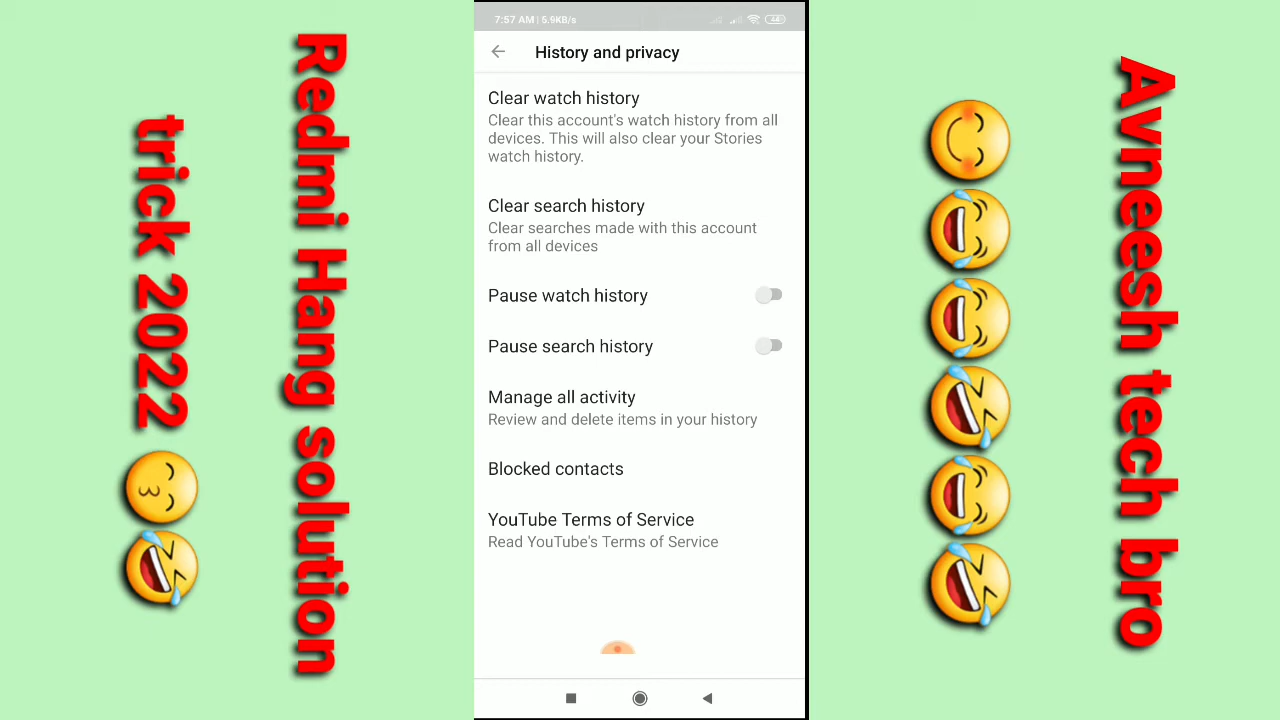 Redmi Hang solution
trick 2022
7:57 AM | 5.9KB/s
History and privacy
Clear watch history
Clear this account's watch history from all
devices. This will also clear your Stories
watch history.
Clear search history
Clear searches made with this account
from all devices
Pause watch history
Pause search history
Manage all activity
Review and delete items in your history
Blocked contacts
YouTube Terms of Service
Read YouTube's Terms of Service
Avneesh tech bro